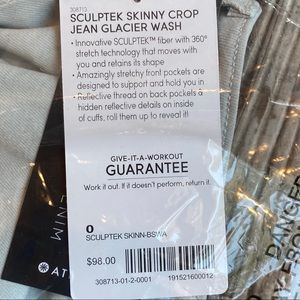 308713
SCULPTEK SKINNY CROP
JEAN GLACIER WASH
• Innovative SCULPTEK™ fiber with 360°
stretch technology that moves with
you and retains its shape
• Amazingly stretchy front pockets are
designed to support and hold you in
• Reflective thread on back pockets &
hidden reflective details on inside
of cuffs, roll them up to reveal it!
GIVE-IT-A-WORKOUT
GUARANTEE
Work it out. If it doesn't perform, return it.
0
SCULPTEK SKINN-BSWA
$98.00
308713-01-2-0001 191521600012
ENIM
AT
DANGER